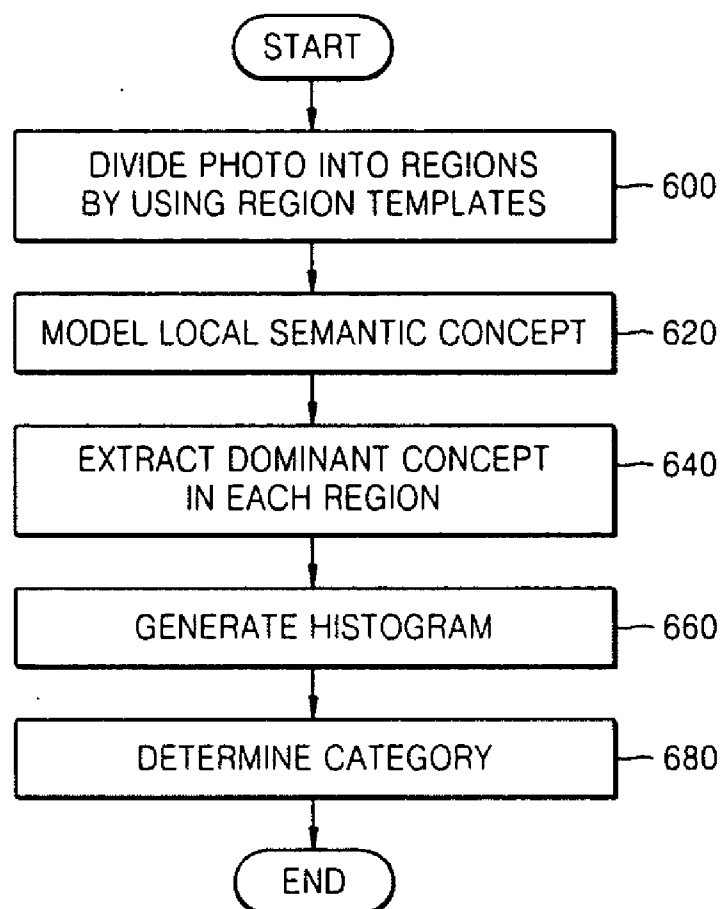 START
DIVIDE PHOTO INTO REGIONS
BY USING REGION TEMPLATES
600
MODEL LOCAL SEMANTIC CONCEPT
620
EXTRACT DOMINANT CONCEPT
IN EACH REGION
640
GENERATE HISTOGRAM
660
DETERMINE CATEGORY
680
END